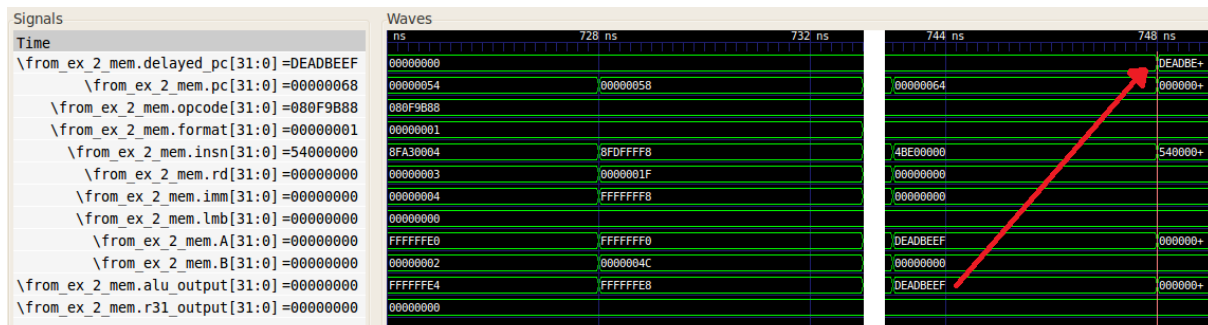 Signals Waves
Time ns 728 ns 732 ns 744 ns 748 ns
\from_ex_2_mem.delayed_pc[31:0]=DEADBEEF 00000000 DEADBE+
\from_ex_2_mem.pc[31:0]=00000068 00000054 00000058 00000064 000000+
\from_ex_2_mem.opcode[31:0]=080F9B88 080F9B88
\from_ex_2_mem.format[31:0]=00000001 00000001
\from_ex_2_mem.insn[31:0]=54000000 8FA30004 8FDFFFF8 4BE00000 540000+
\from_ex_2_mem.rd[31:0]=00000000 00000003 0000001F 00000000
\from_ex_2_mem.imm[31:0]=00000000 00000004 FFFFFFF8 00000000
\from_ex_2_mem.lmb[31:0]=00000000 00000000
\from_ex_2_mem.A[31:0]=00000000 FFFFFFE0 FFFFFFF0 DEADBEEF 000000+
\from_ex_2_mem.B[31:0]=00000000 00000002 0000004C 00000000
\from_ex_2_mem.alu_output[31:0]=00000000 FFFFFFE4 FFFFFFE8 DEADBEEF 000000+
\from_ex_2_mem.r31_output[31:0]=00000000 00000000